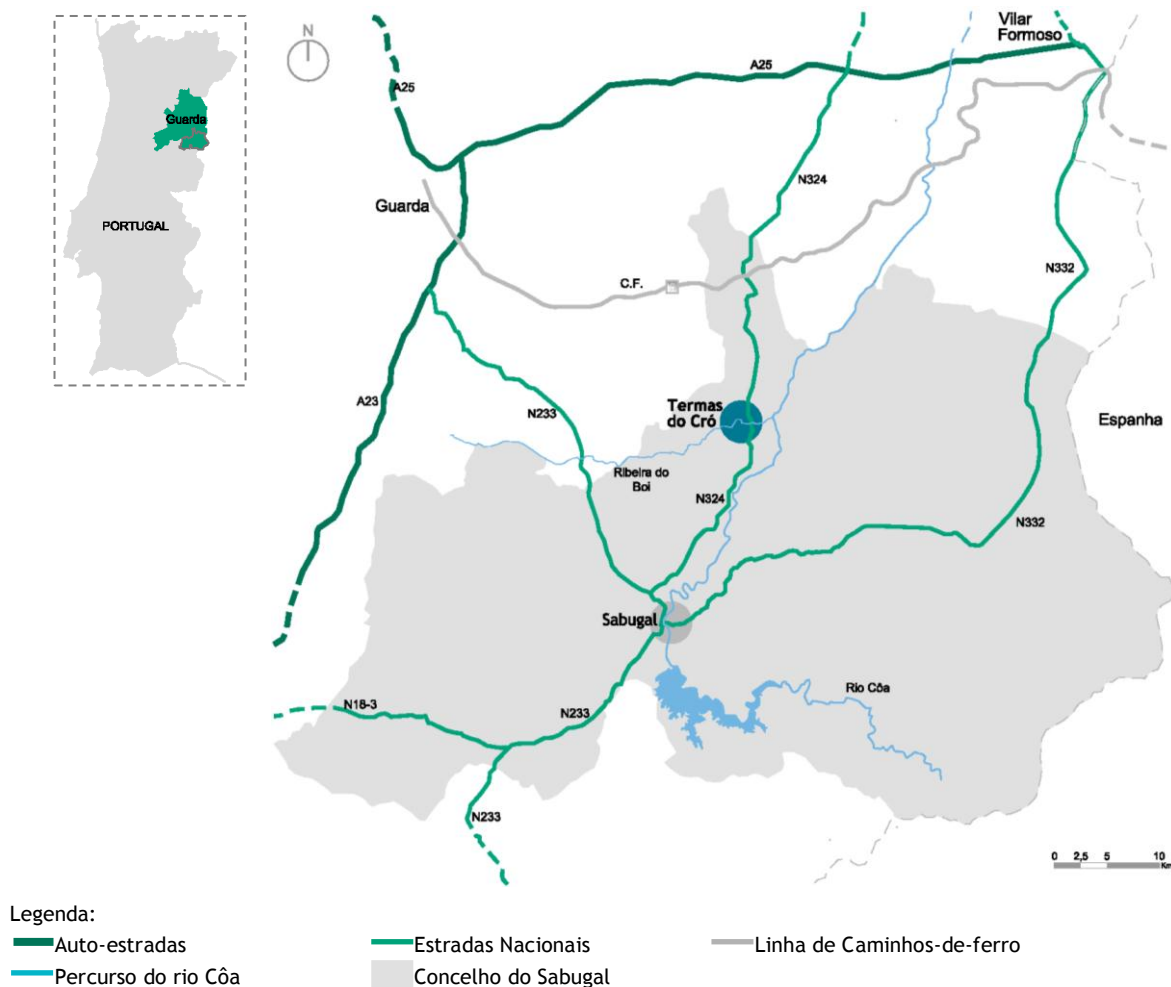 Guarda
PORTUGAL
N
Vilar
Formoso
A25
A25
N324
Guarda
C.F.
N332
A23
N233
Termas
do Cró
Espanha
Ribeira do
Boi
N324
N332
Sabugal
Rio Côa
N18-3
N233
N233
0 2,5 5 10
Km
Legenda:
Auto-estradas
Estradas Nacionais
Linha de Caminhos-de-ferro
Percurso do rio Côa
Concelho do Sabugal